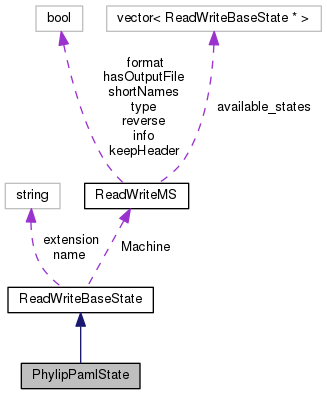 bool
vector< ReadWriteBaseState * >
format
hasOutputFile
shortNames
type
reverse
info
keepHeader
available_states
string
ReadWriteMS
extension
name
Machine
ReadWriteBaseState
PhylipPamlState